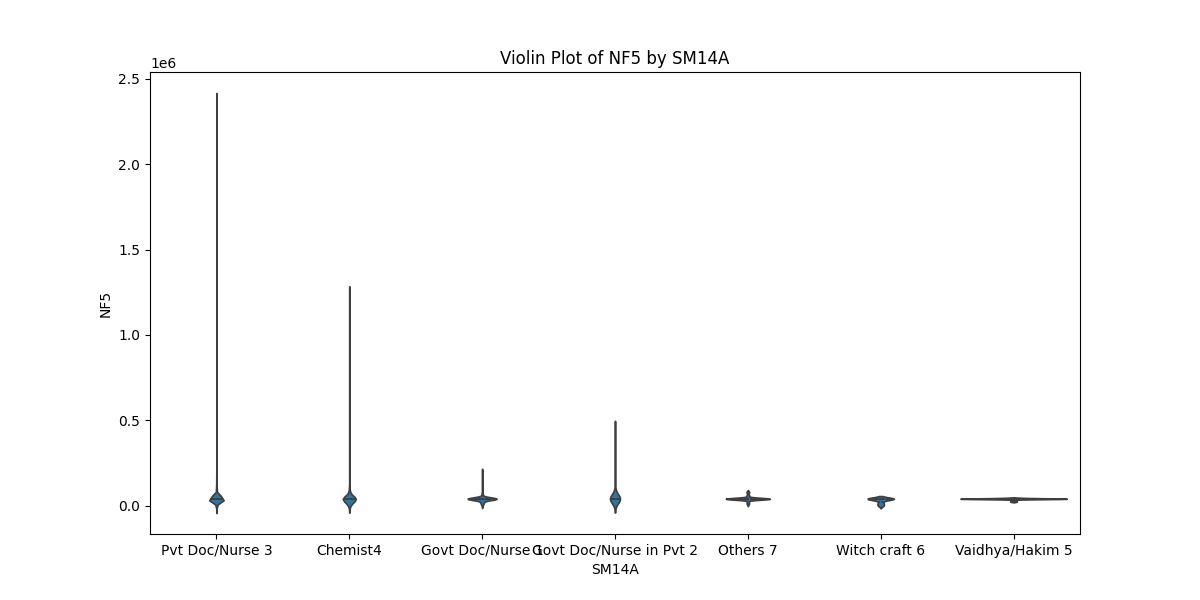 Violin Plot of NF5 by SM14A
1e6
2.5
2.0
1.5
1.0
0.5
0.0
NF5
Pvt Doc/Nurse 3
Chemist4
Govt Doc/Nurse 1
Govt Doc/Nurse in Pvt 2
Others 7
Witch craft 6
Vaidhya/Hakim 5
SM14A